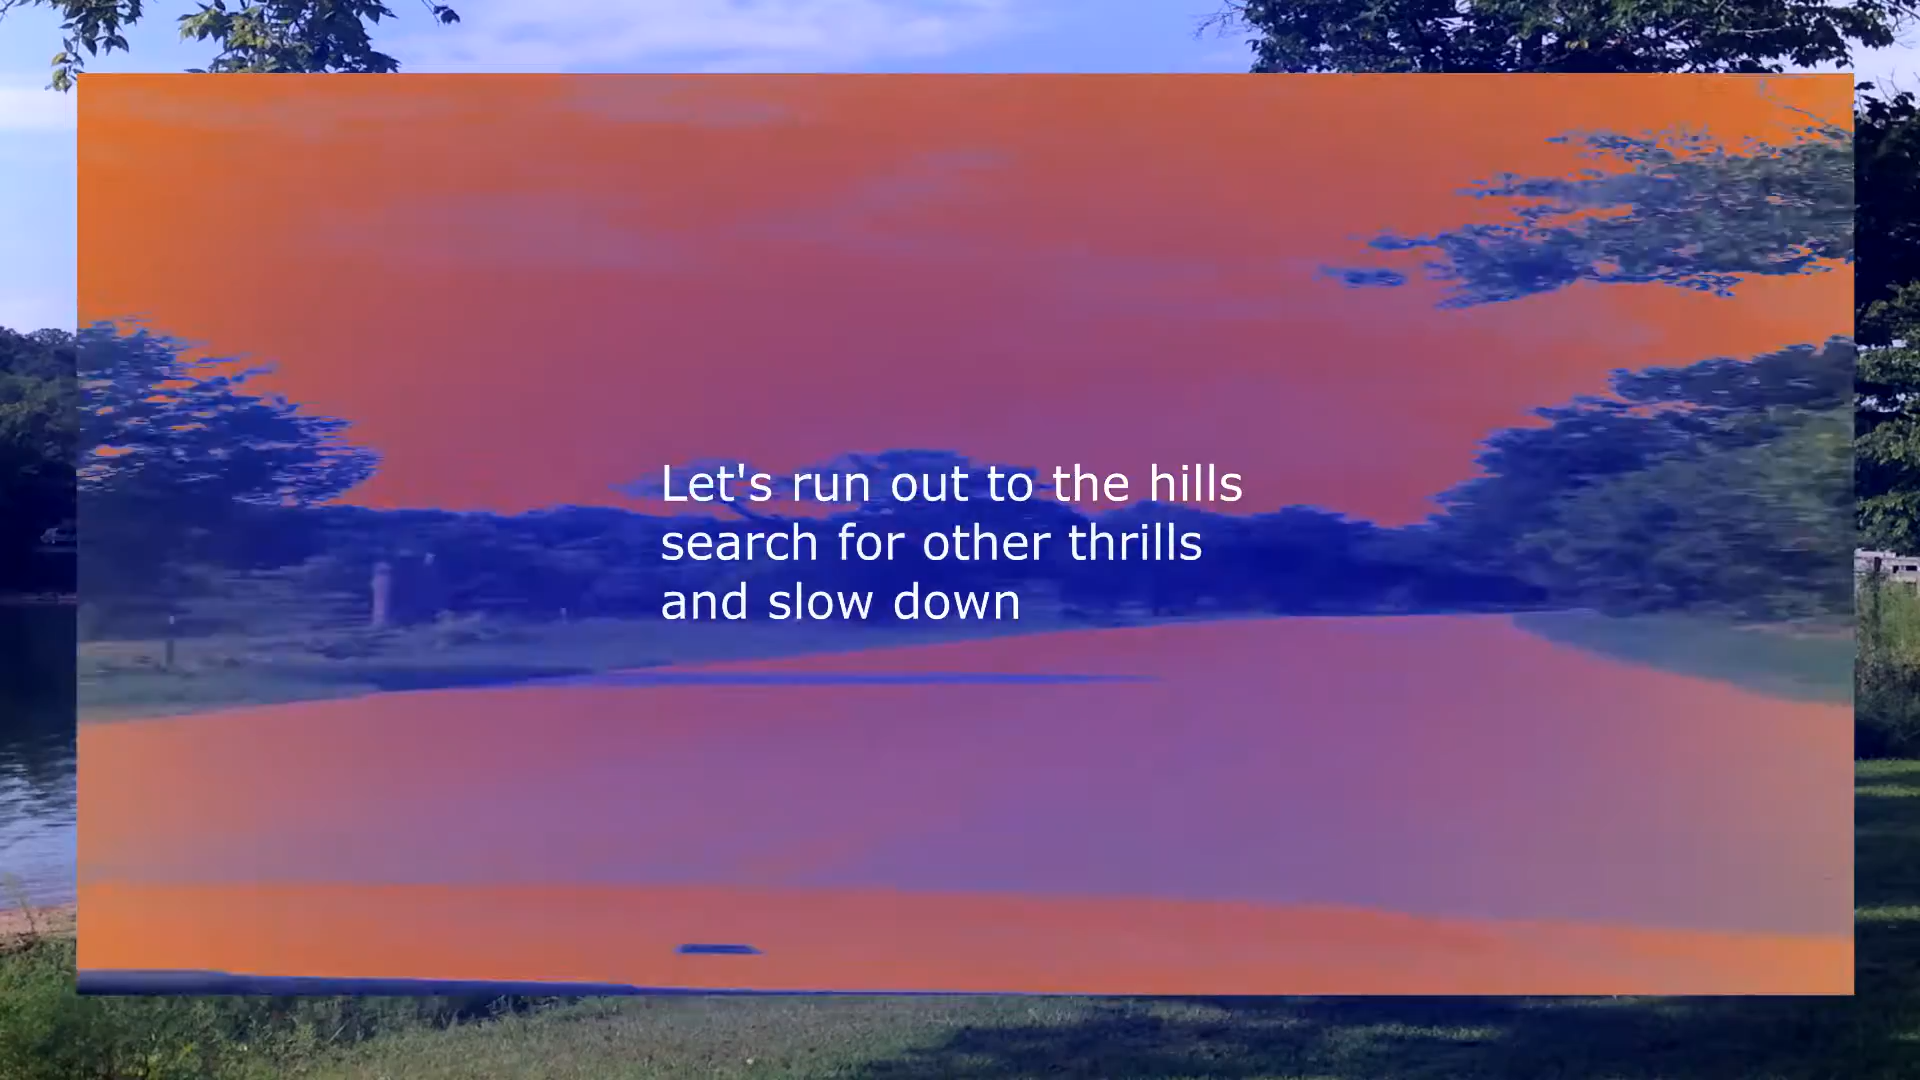 Let's run out to the hills
search for other thrills
and slow down